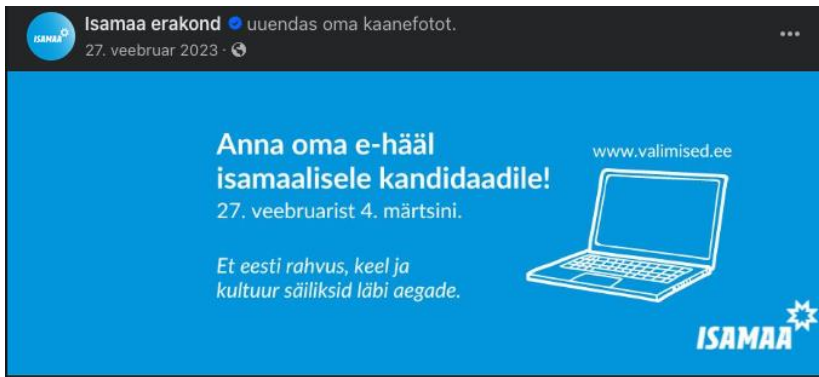 ISAMAA
Isamaa erakond uuendas oma kaanefotot.
27. veebruar 2023 ·
Anna oma e-hääl
isamaalisele kandidaadile!
27. veebruarist 4. märtsini.
Et eesti rahvus, keel ja
kultuur säiliksid läbi aegade.
www.valimised.ee
ISAMAA